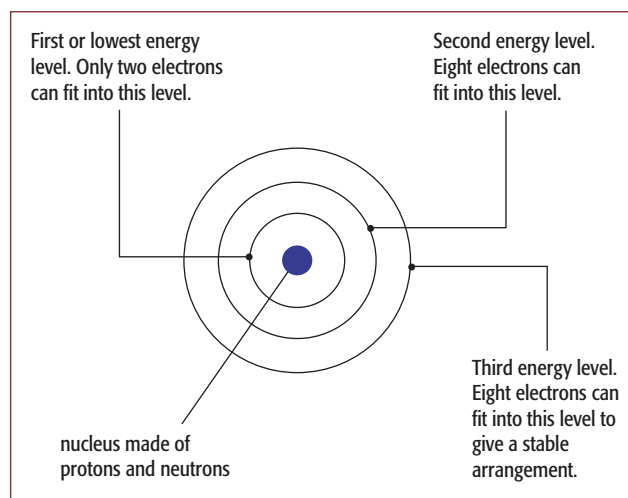 First or lowest energy
level. Only two electrons
can fit into this level.
Second energy level.
Eight electrons can
fit into this level.
nucleus made of
protons and neutrons
Third energy level.
Eight electrons can
fit into this level to
give a stable
arrangement.